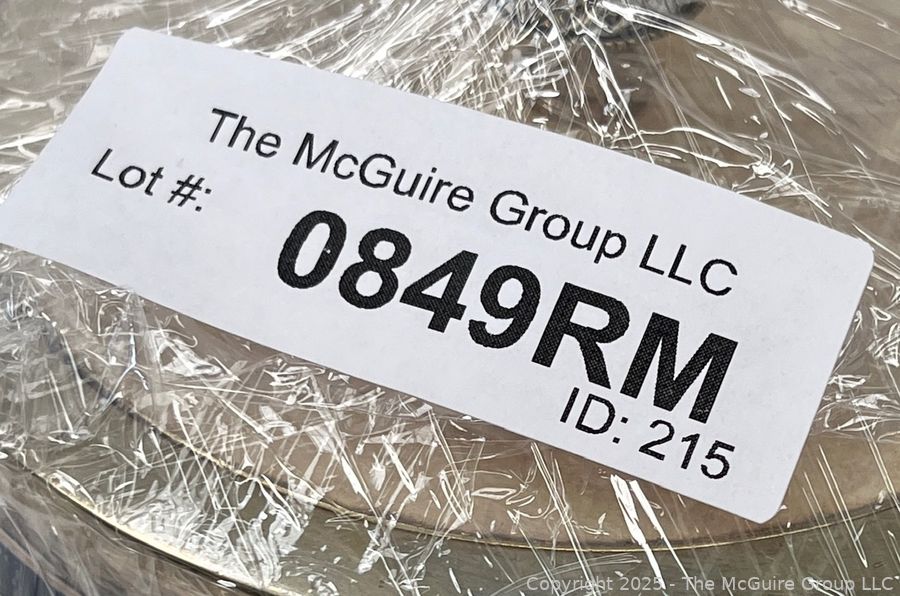 The McGuire Group LLC
Lot #:
0849RM
ID: 215
Copyright 2025 - The McGuire Group LLC